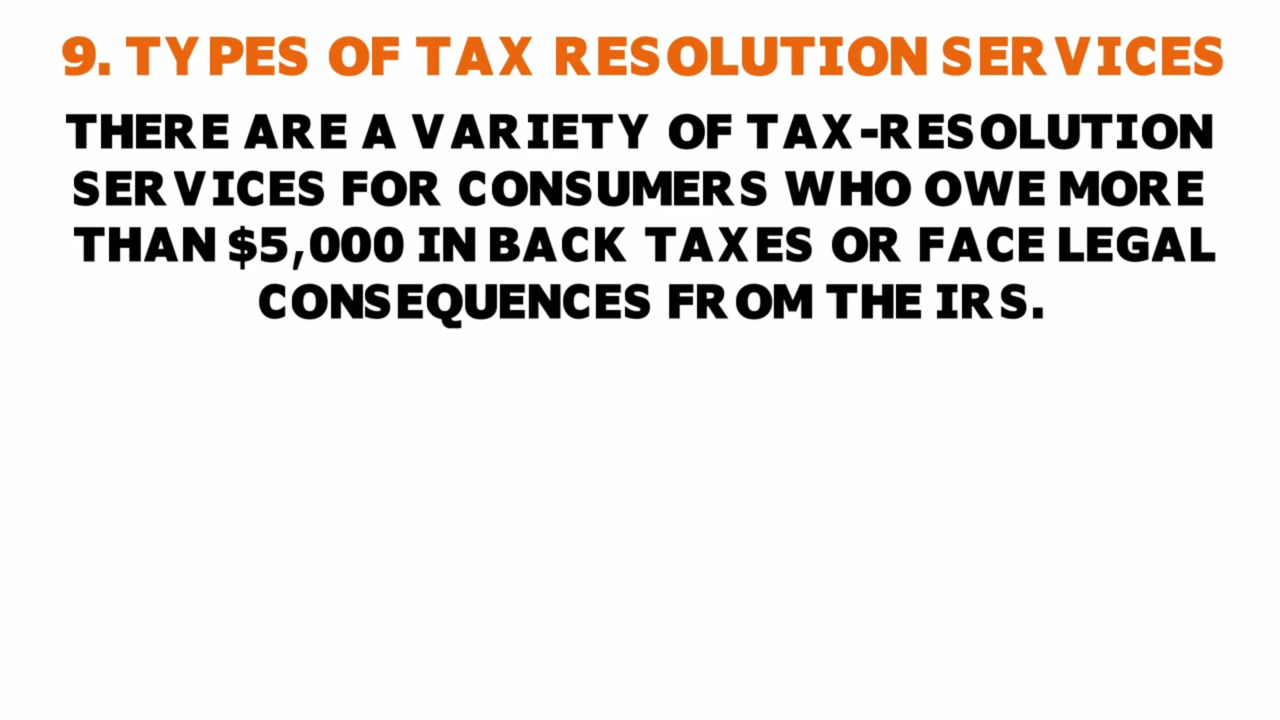 9. TYPES OF TAX RESOLUTION SERVICES
THERE ARE A VARIETY OF TAX-RESOLUTION
SERVICES FOR CONSUMERS WHO OWE MORE
THAN $5,000 IN BACK TAXES OR FACE LEGAL
CONSEQUENCES FROM THE IRS.